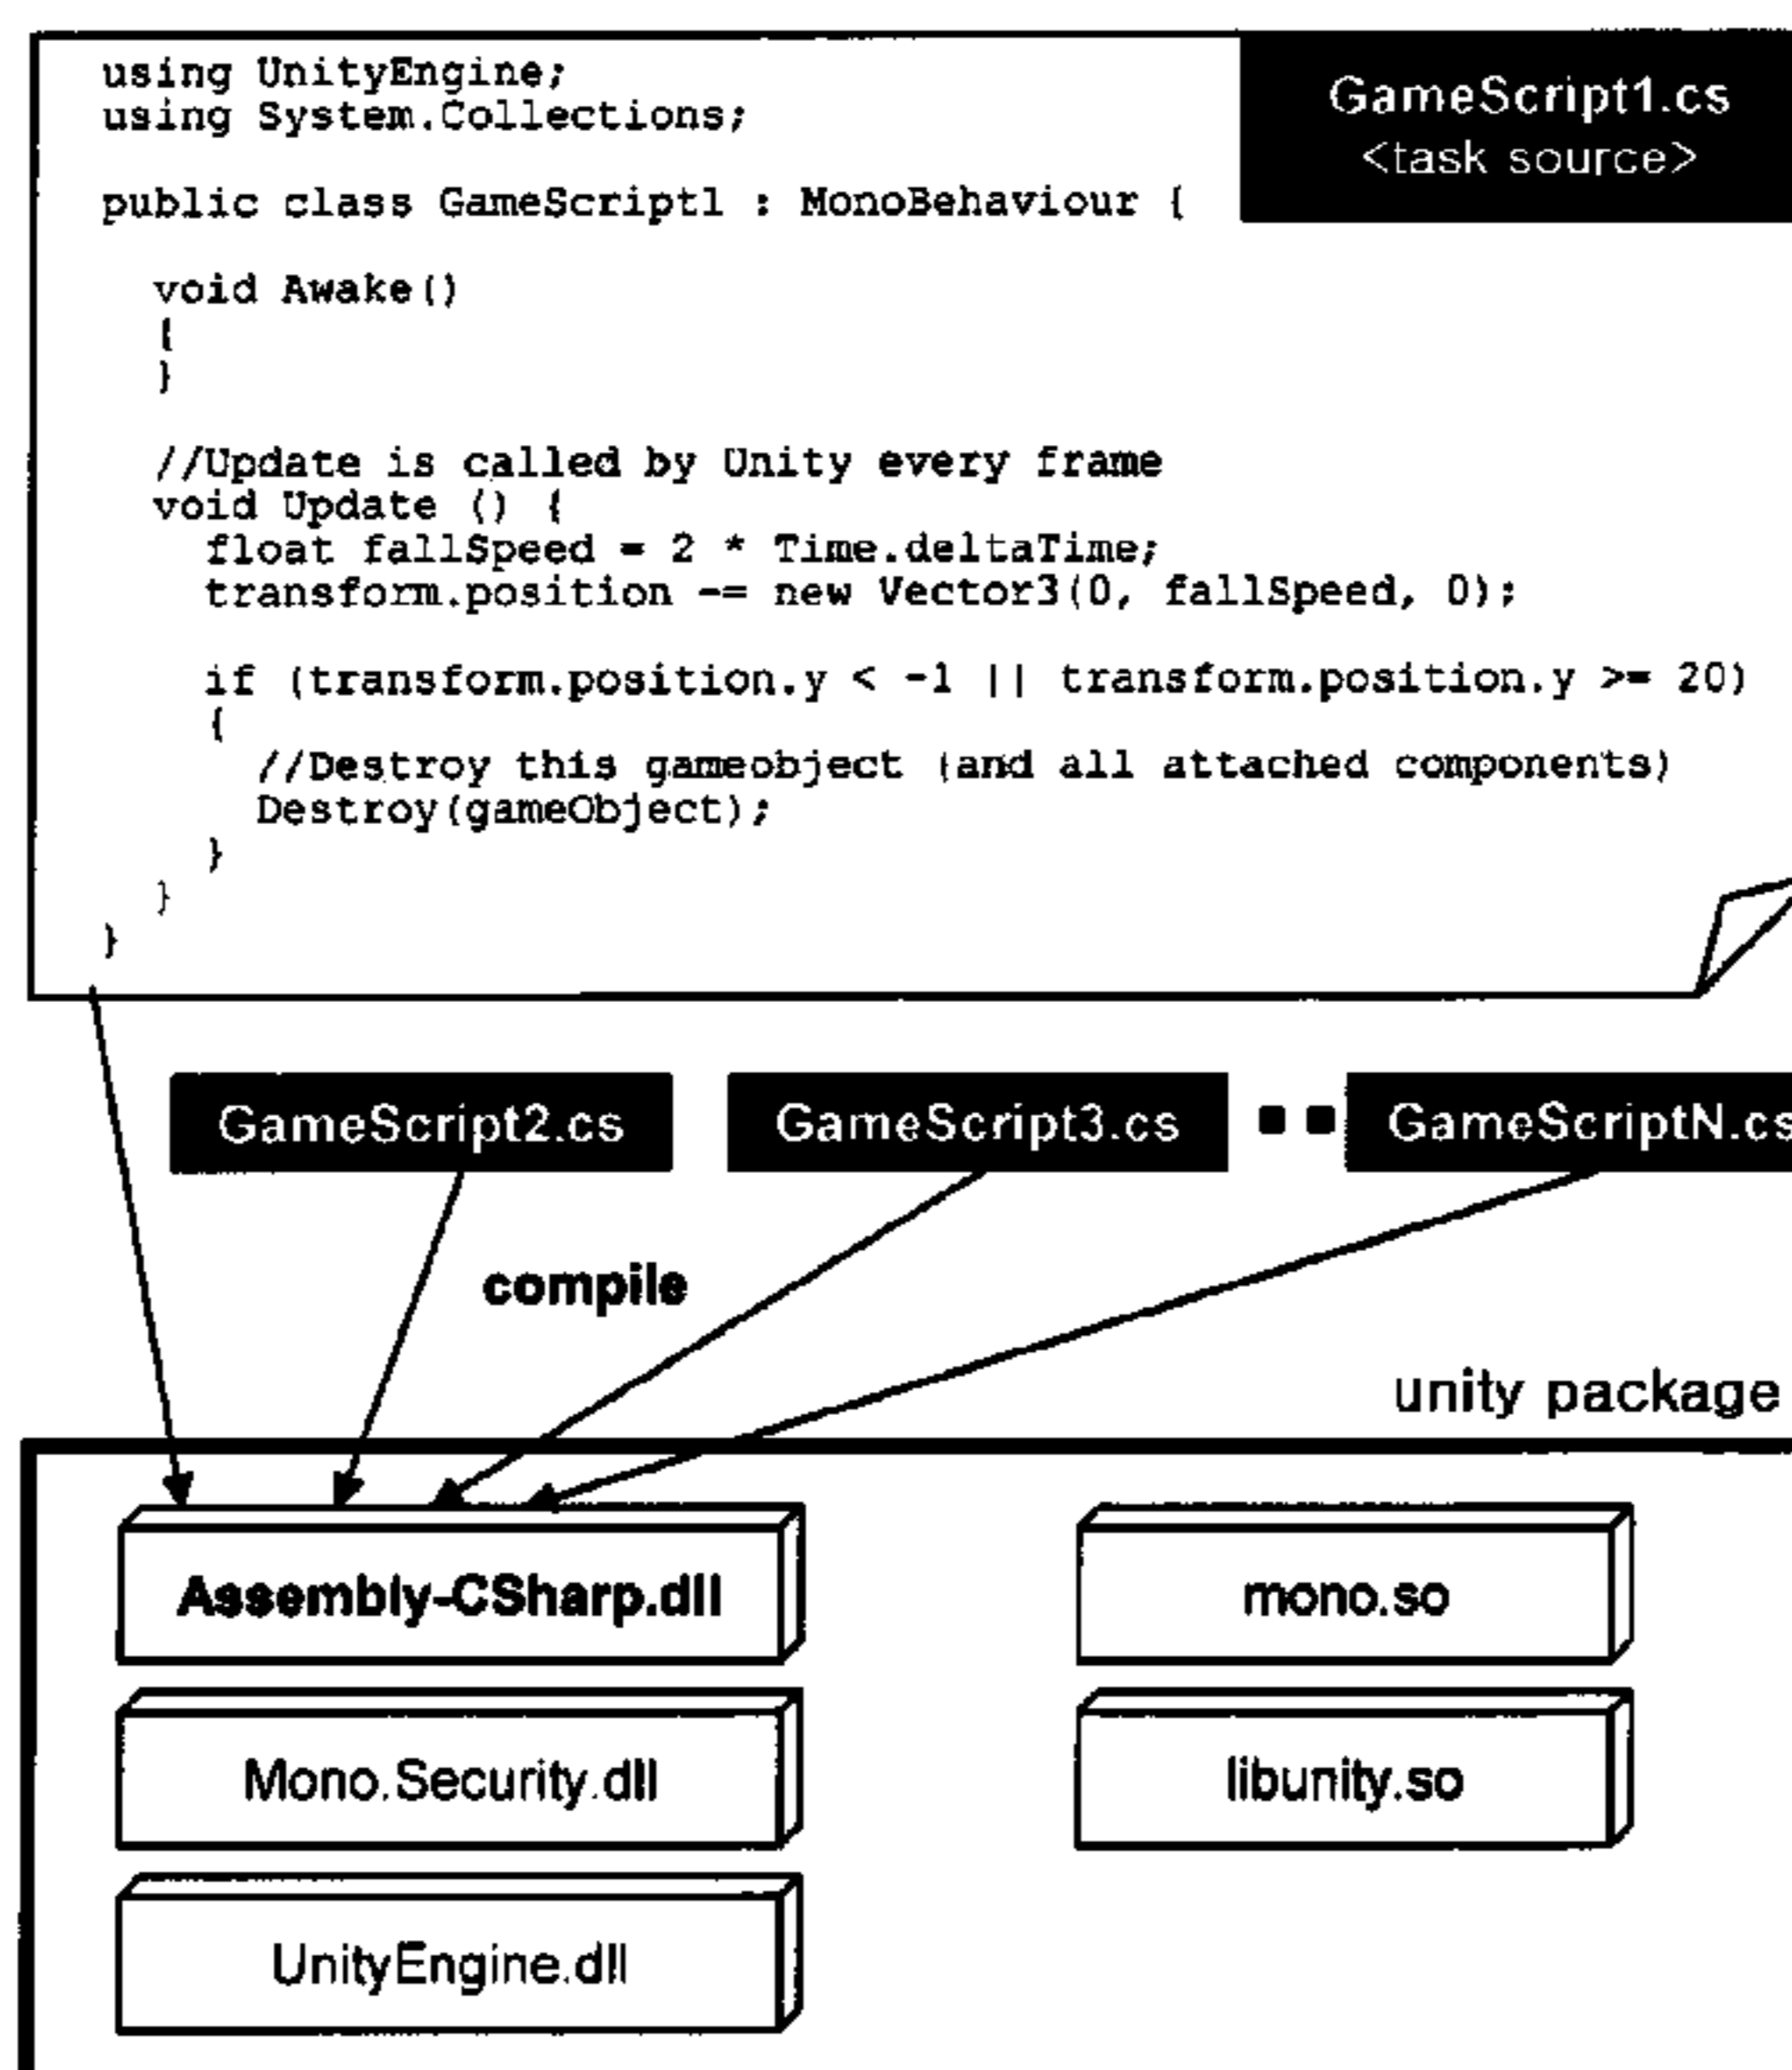 using UnityEngine;
using System.Collections;
GameScript1.cs
<task source>
public class GameScript1 : MonoBehaviour {
void Awake()
{
}
//Update is called by Unity every frame
void Update () {
float fallSpeed = 2 * Time.deltaTime;
transform.position -= new Vector3(0, fallSpeed, 0);
if (transform.position.y < -1 || transform.position.y >= 20)
{
//Destroy this gameobject (and all attached components)
Destroy(gameObject);
}
}
}
GameScript2.cs
GameScript3.cs
GameScriptN.cs
compile
unity package
Assembly-CSharp.dll
mono.so
Mono.Security.dll
libunity.so
UnityEngine.dll